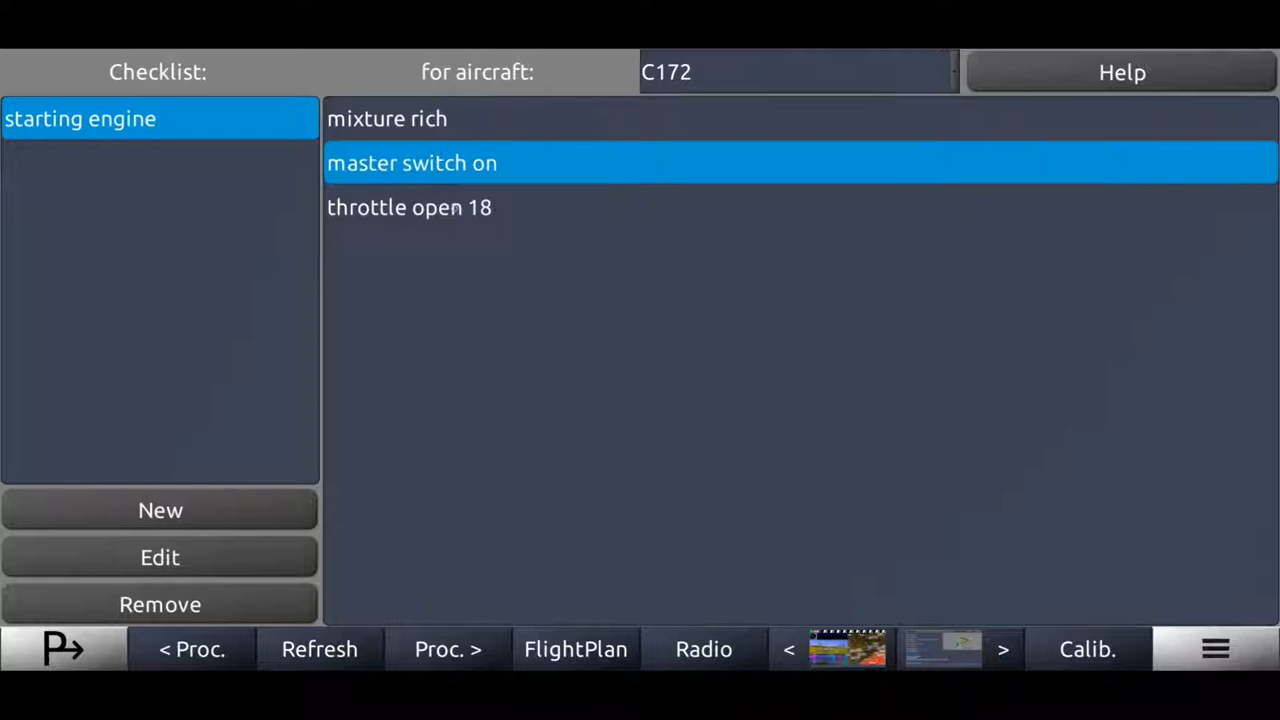 Checklist: for aircraft: C172 Help
starting engine
mixture rich
master switch on
throttle open 18
New
Edit
Remove
< Proc. Refresh Proc. > FlightPlan Radio < > Calib.